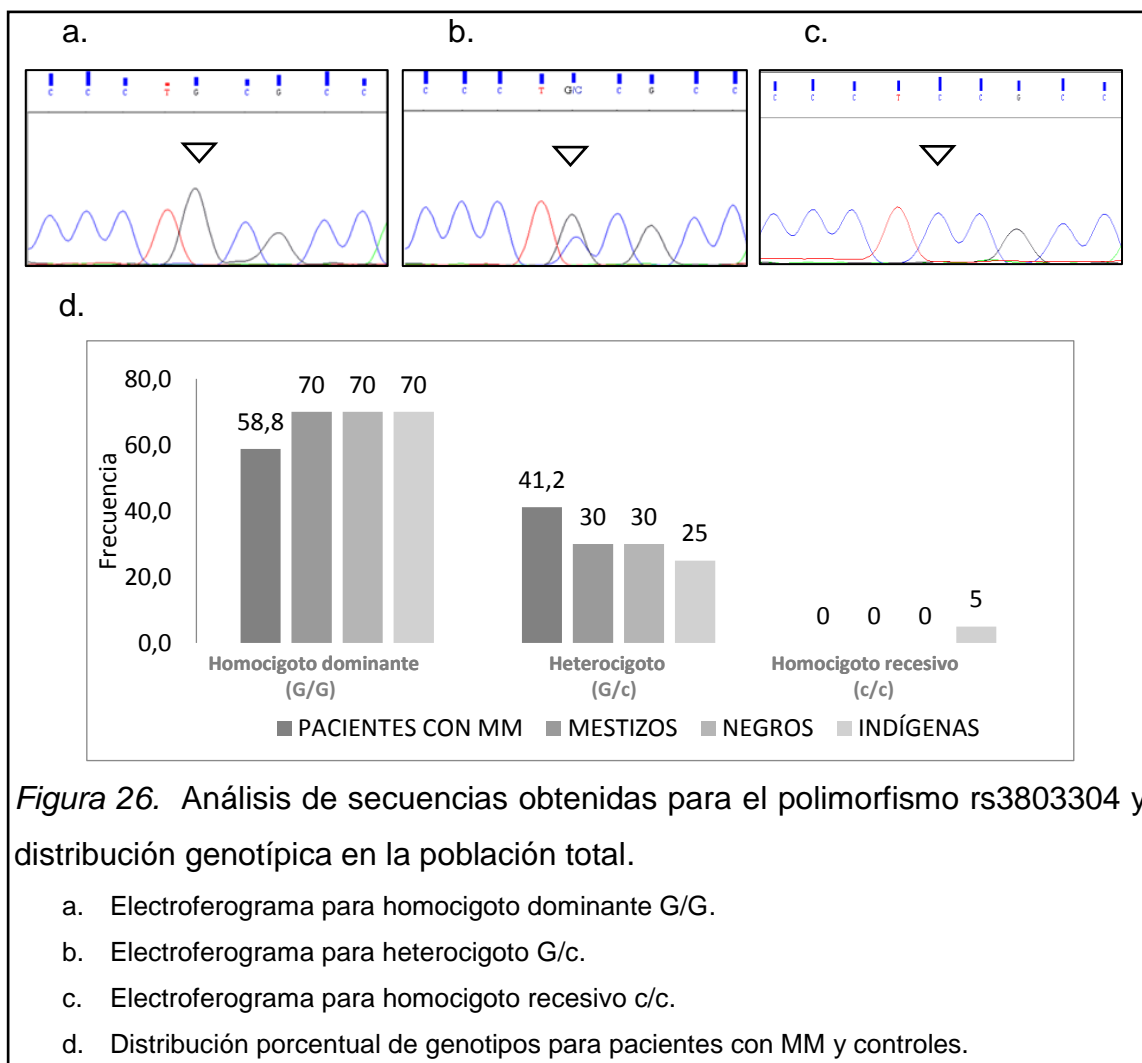 a.
b.
c.
C C C T G C G C C
C C C T G/C C G C C
C C C T C C G C C
d.
80,0
60,0
40,0
20,0
0,0
Frecuencia
58,8
70
70
70
41,2
30
30
25
0
0
0
5
Homocigoto dominante
(G/G)
Heterocigoto
(G/c)
Homocigoto recesivo
(c/c)
PACIENTES CON MM
MESTIZOS
NEGROS
INDÍGENAS
Figura 26. Análisis de secuencias obtenidas para el polimorfismo rs3803304 y
distribución genotípica en la población total.
a. Electroferograma para homocigoto dominante G/G.
b. Electroferograma para heterocigoto G/c.
c. Electroferograma para homocigoto recesivo c/c.
d. Distribución porcentual de genotipos para pacientes con MM y controles.